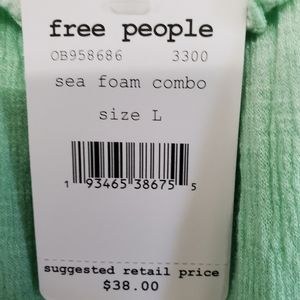 free people
OB958686 3300
sea foam combo
size L
1 93465 38675 5
suggested retail price
$38.00